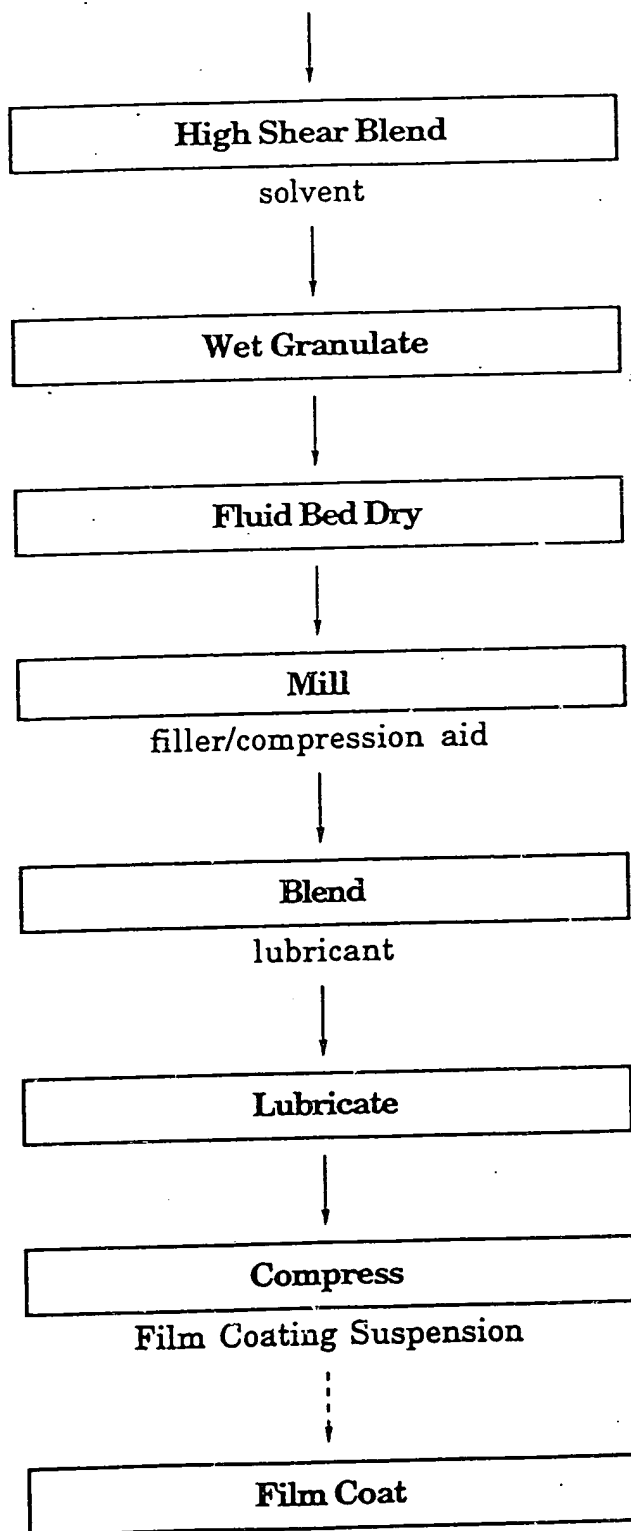 High Shear Blend
solvent
Wet Granulate
Fluid Bed Dry
Mill
filler/compression aid
Blend
lubricant
Lubricate
Compress
Film Coating Suspension
Film Coat